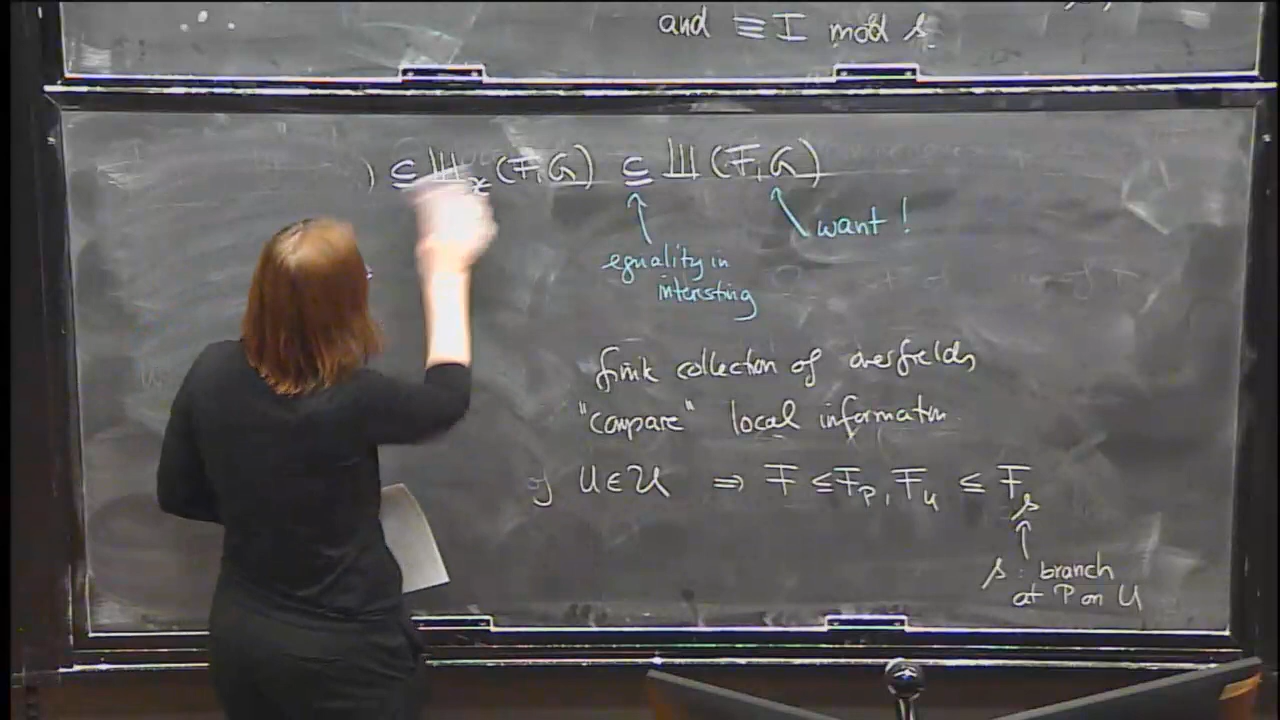 and ≡ I mod s
) ⊆ Ш_X (F, G) ⊆ Ш (F, G)
want !
equality in
interesting
finite collection of overfields
"compare" local information
U ∈ 𝒰 ⇒ F ≤ F_P, F_U ≤ F_s
s : branch
at P on U